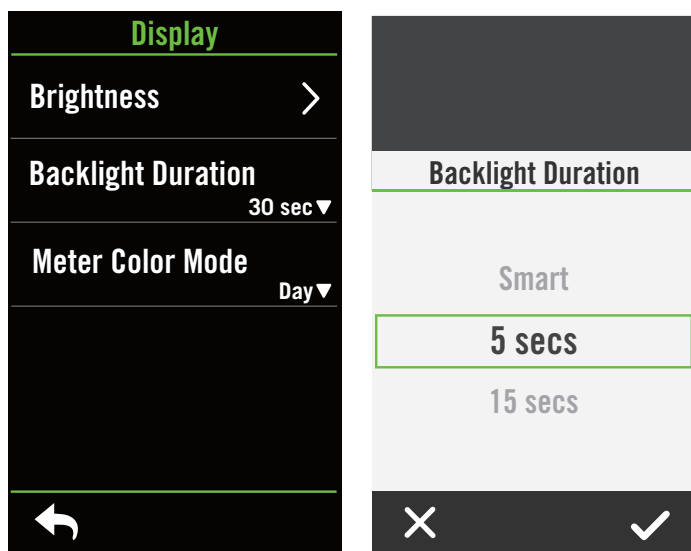 Display
Brightness
Backlight Duration
30 sec▼
Meter Color Mode
Day▼
Backlight Duration
Smart
5 secs
15 secs